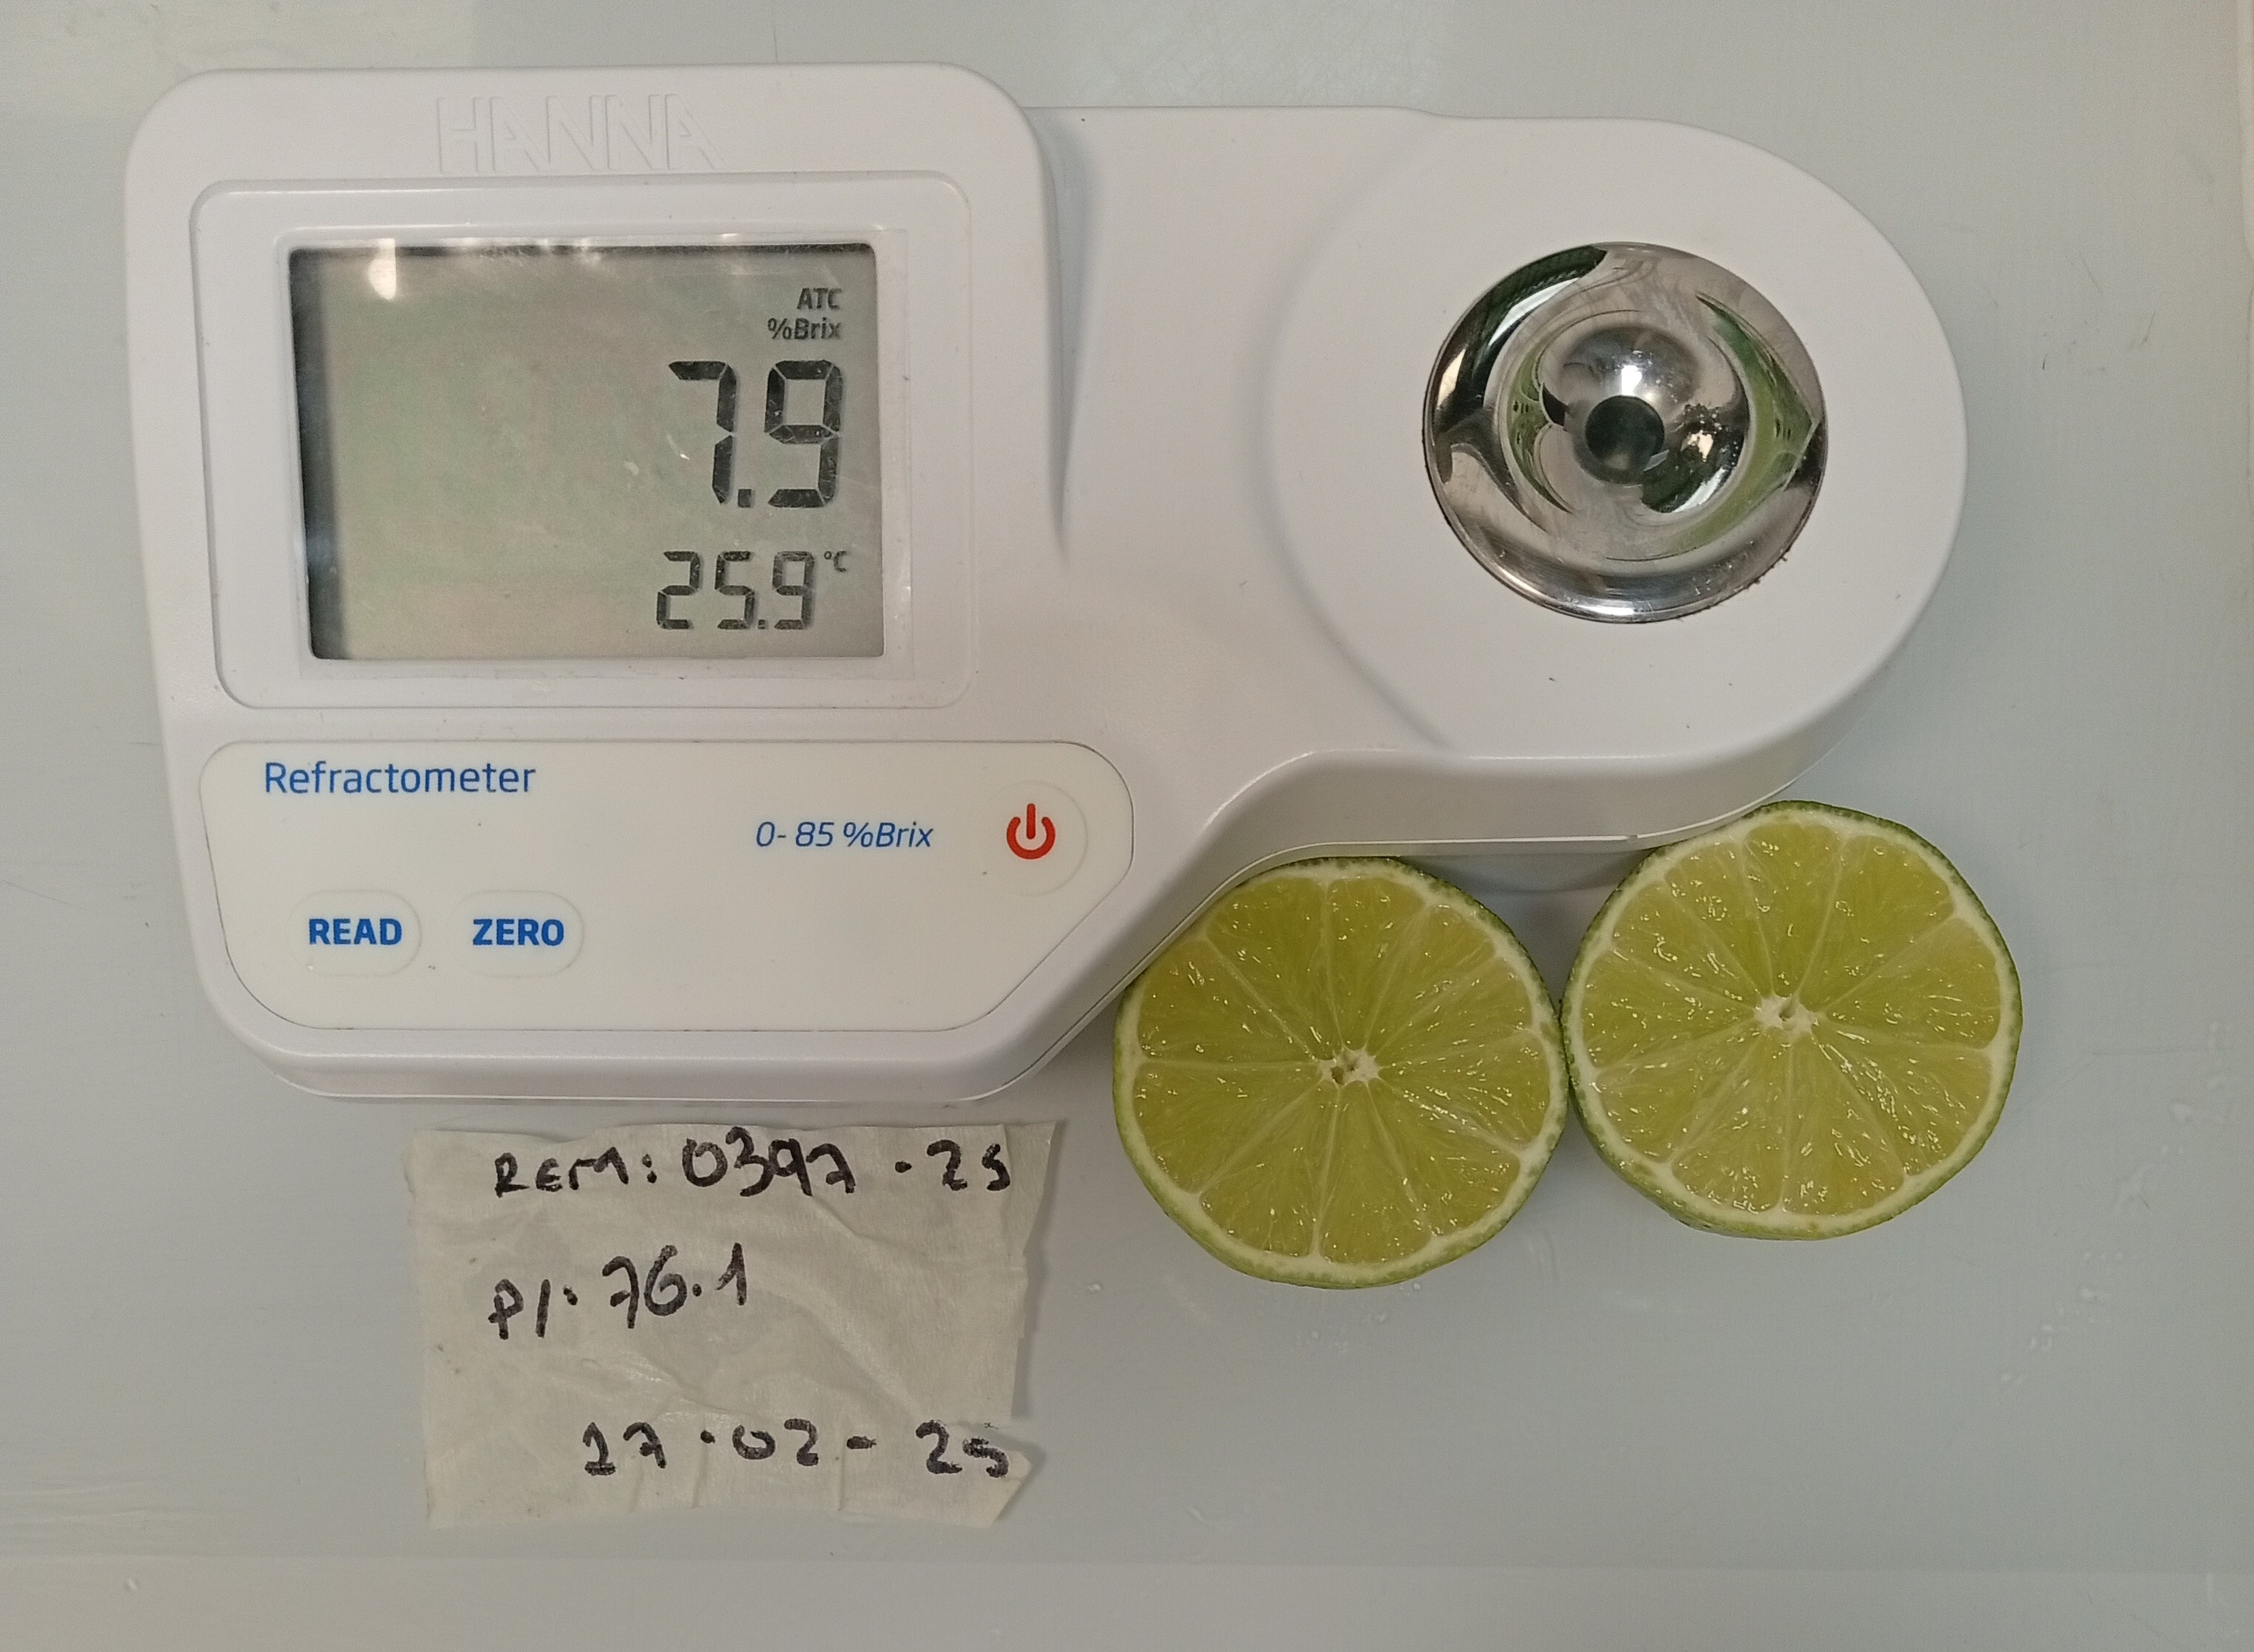 HANNA
ATC
%Brix
7.9
25.9 °C
Refractometer
0- 85 %Brix
READ ZERO
REM: 0397 - 25
P/: 76.1
17-02-25